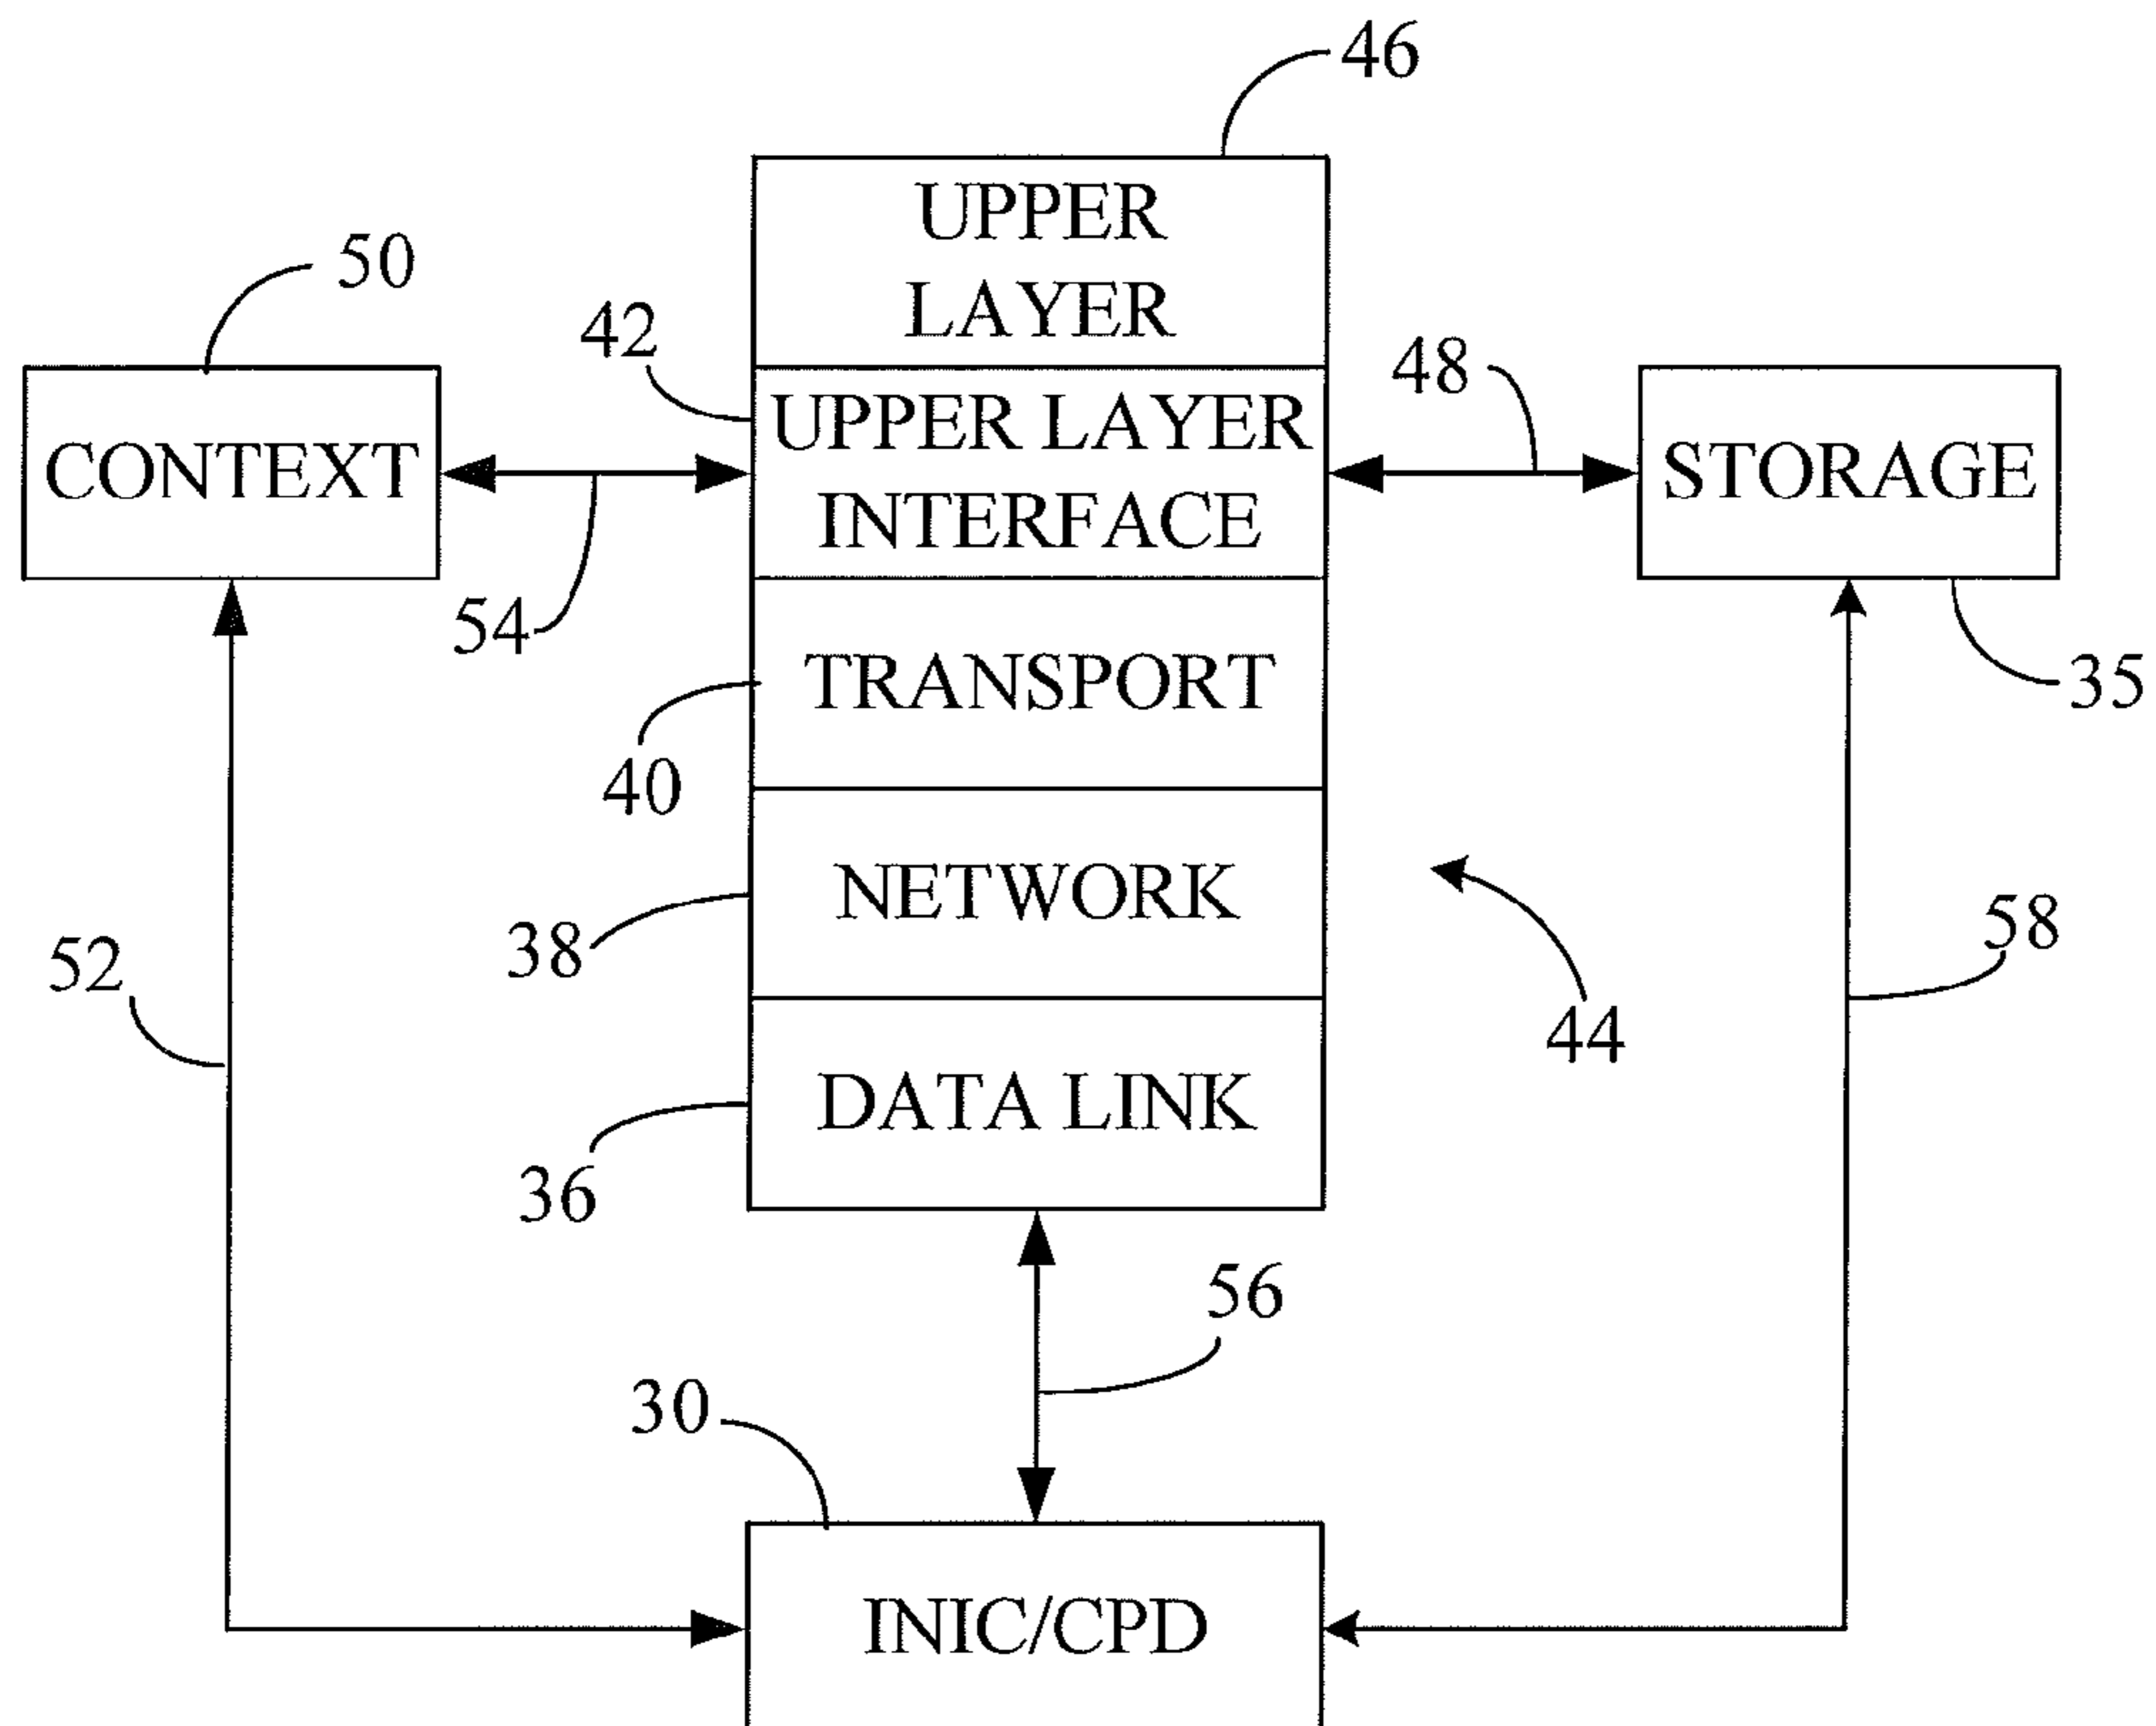 46
UPPER
LAYER
50
42
UPPER LAYER
INTERFACE
48
CONTEXT
STORAGE
54
TRANSPORT
35
40
NETWORK
38
52
58
44
DATA LINK
36
56
30
INIC/CPD